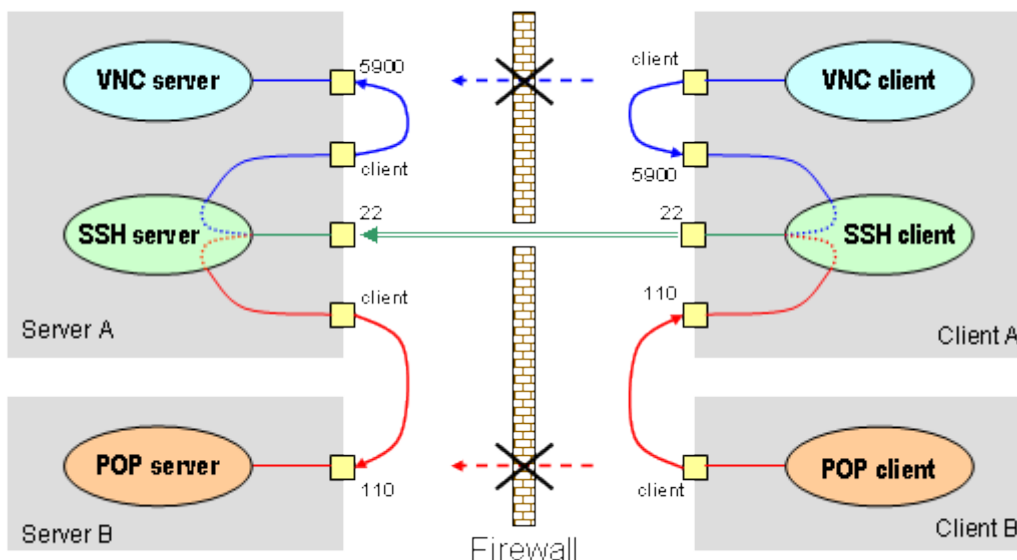 VNC server
5900
client
VNC client
client
5900
SSH server
22
22
SSH client
client
110
Server A
Client A
POP server
110
client
POP client
Server B
Client B
Firewall